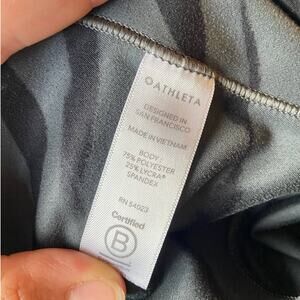 ATHLETA
DESIGNED IN
SAN FRANCISCO
MADE IN VIETNAM
BODY :
75% POLYESTER
25% LYCRA®
SPANDEX
RN 54023
Certified
B